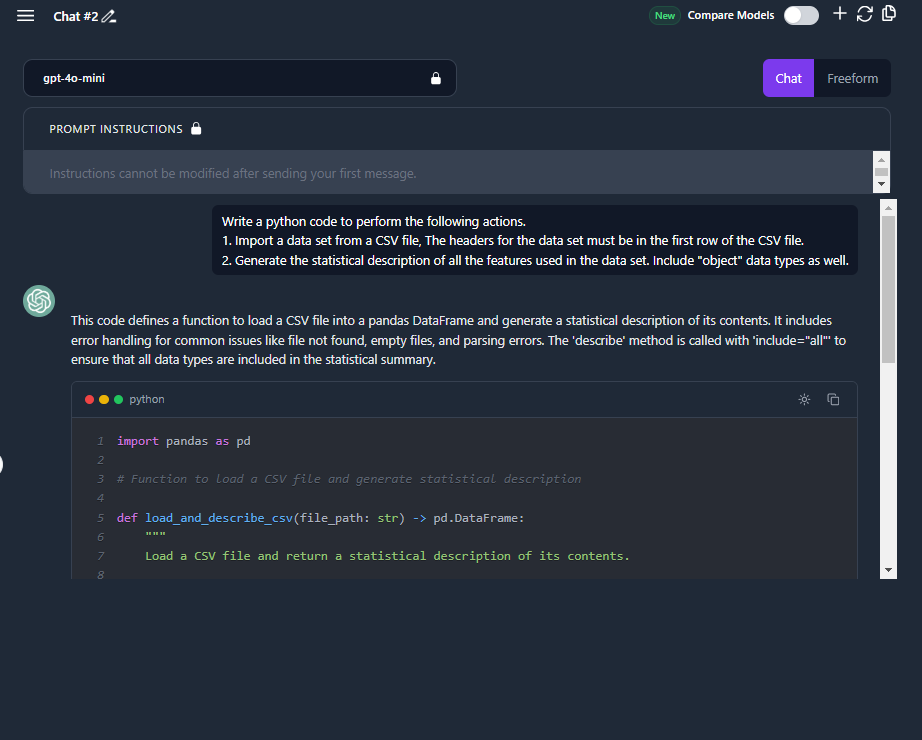 Chat #2
New Compare Models
gpt-4o-mini
Chat Freeform
PROMPT INSTRUCTIONS
Instructions cannot be modified after sending your first message.
Write a python code to perform the following actions.
1. Import a data set from a CSV file, The headers for the data set must be in the first row of the CSV file.
2. Generate the statistical description of all the features used in the data set. Include "object" data types as well.
This code defines a function to load a CSV file into a pandas DataFrame and generate a statistical description of its contents. It includes
error handling for common issues like file not found, empty files, and parsing errors. The 'describe' method is called with 'include="all"' to
ensure that all data types are included in the statistical summary.
python
1 import pandas as pd
2
3 # Function to load a CSV file and generate statistical description
4
5 def load_and_describe_csv(file_path: str) -> pd.DataFrame:
6 """
7 Load a CSV file and return a statistical description of its contents.
8